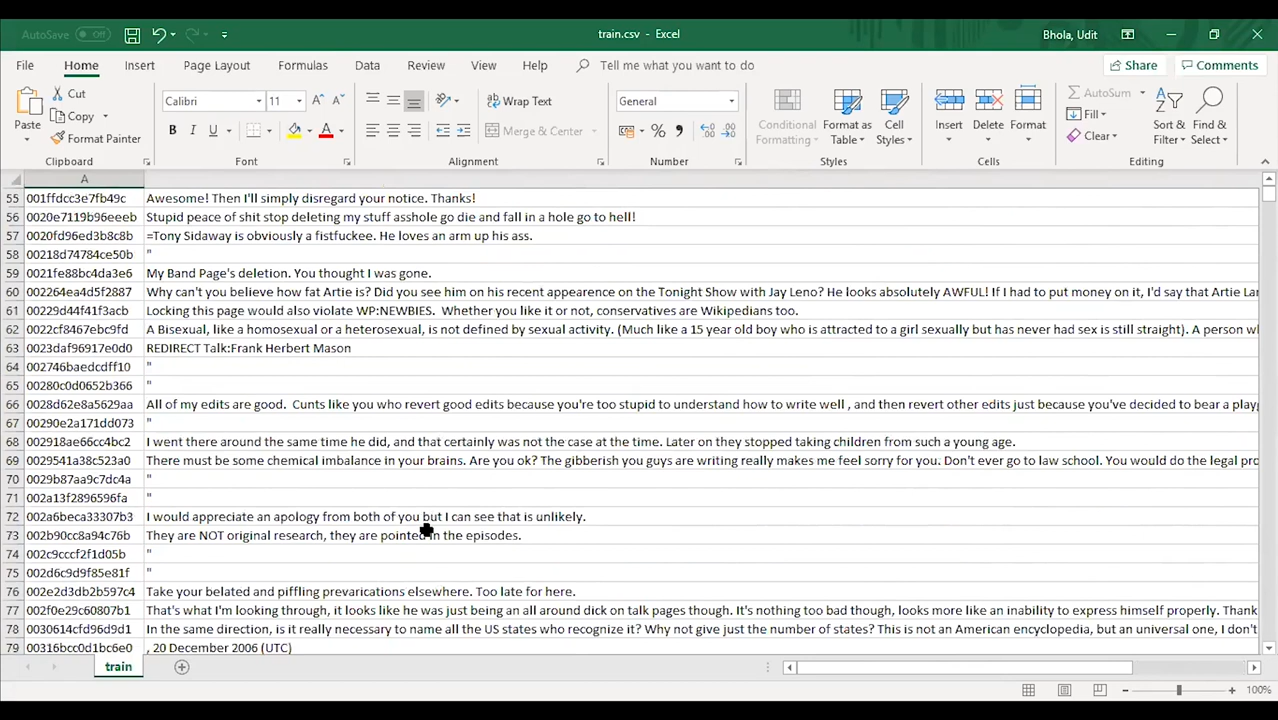 AutoSave Off train.csv - Excel Bhola, Udit
File Home Insert Page Layout Formulas Data Review View Help Tell me what you want to do Share Comments
Paste Cut Copy Format Painter Clipboard
Calibri 11 B I U A Font
Wrap Text Merge & Center Alignment
General % Number
Conditional Formatting Format as Table Cell Styles Styles
Insert Delete Format Cells
AutoSum Fill Clear Sort & Filter Find & Select Editing
A
55 001ffdcc3e7fb49c Awesome! Then I'll simply disregard your notice. Thanks!
56 0020e7119b96eeeb Stupid peace of shit stop deleting my stuff asshole go die and fall in a hole go to hell!
57 0020fd96ed3b8c8b =Tony Sidaway is obviously a fistfuckee. He loves an arm up his ass.
58 00218d74784ce50b "
59 0021fe88bc4da3e6 My Band Page's deletion. You thought I was gone.
60 002264ea4d5f2887 Why can't you believe how fat Artie is? Did you see him on his recent appearence on the Tonight Show with Jay Leno? He looks absolutely AWFUL! If I had to put money on it, I'd say that Artie Lan
61 00229d44f41f3acb Locking this page would also violate WP:NEWBIES. Whether you like it or not, conservatives are Wikipedians too.
62 0022cf8467ebc9fd A Bisexual, like a homosexual or a heterosexual, is not defined by sexual activity. (Much like a 15 year old boy who is attracted to a girl sexually but has never had sex is still straight). A person w
63 0023daf96917e0d0 REDIRECT Talk:Frank Herbert Mason
64 002746baedcdff10 "
65 00280c0d0652b366 "
66 0028d62e8a5629aa All of my edits are good. Cunts like you who revert good edits because you're too stupid to understand how to write well , and then revert other edits just because you've decided to bear a play
67 00290e2a171dd073 "
68 002918ae66cc4bc2 I went there around the same time he did, and that certainly was not the case at the time. Later on they stopped taking children from such a young age.
69 0029541a38c523a0 There must be some chemical imbalance in your brains. Are you ok? The gibberish you guys are writing really makes me feel sorry for you. Don't ever go to law school. You would do the legal pro
70 0029b87aa9c7dc4a "
71 002a13f2896596fa "
72 002a6beca33307b3 I would appreciate an apology from both of you but I can see that is unlikely.
73 002b90cc8a94c76b They are NOT original research, they are pointed in the episodes.
74 002c9cccf2f1d05b "
75 002d6c9d9f85e81f "
76 002e2d3db2b597c4 Take your belated and piffling prevarications elsewhere. Too late for here.
77 002f0e29c60807b1 That's what I'm looking through, it looks like he was just being an all around dick on talk pages though. It's nothing too bad though, looks more like an inability to express himself properly. Thank
78 0030614cfd96d9d1 In the same direction, is it really necessary to name all the US states who recognize it? Why not give just the number of states? This is not an American encyclopedia, but an universal one, I don't
79 00316bcc0d1bc6e0 , 20 December 2006 (UTC)
train
100%